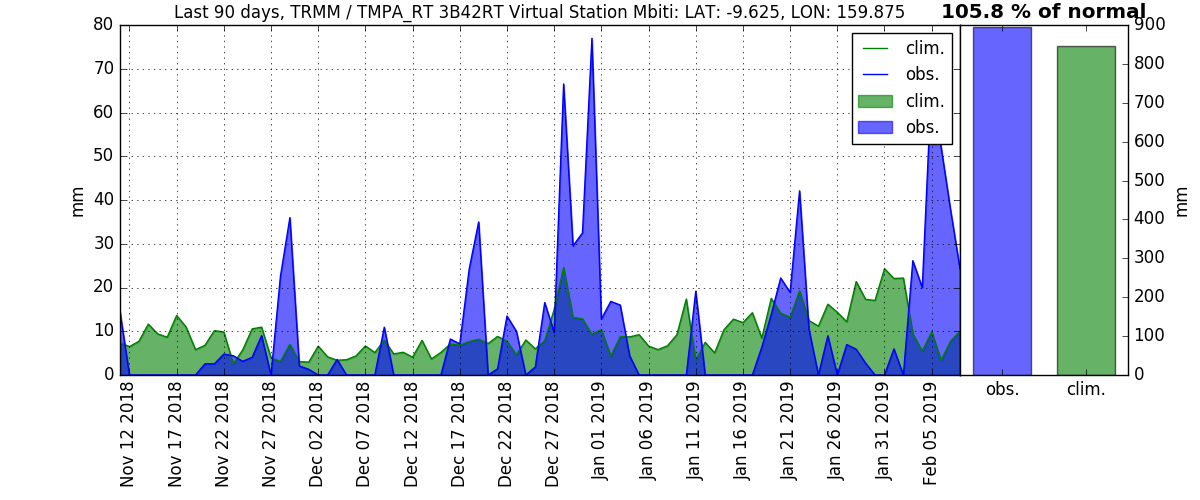 Last 90 days, TRMM / TMPA_RT 3B42RT Virtual Station Mbiti: LAT: -9.625, LON: 159.875
105.8 % of normal
80
70
60
50
40
30
20
10
0
mm
clim.
obs.
clim.
obs.
900
800
700
600
500
400
300
200
100
0
mm
obs.
clim.
Nov 12 2018
Nov 17 2018
Nov 22 2018
Nov 27 2018
Dec 02 2018
Dec 07 2018
Dec 12 2018
Dec 17 2018
Dec 22 2018
Dec 27 2018
Jan 01 2019
Jan 06 2019
Jan 11 2019
Jan 16 2019
Jan 21 2019
Jan 26 2019
Jan 31 2019
Feb 05 2019